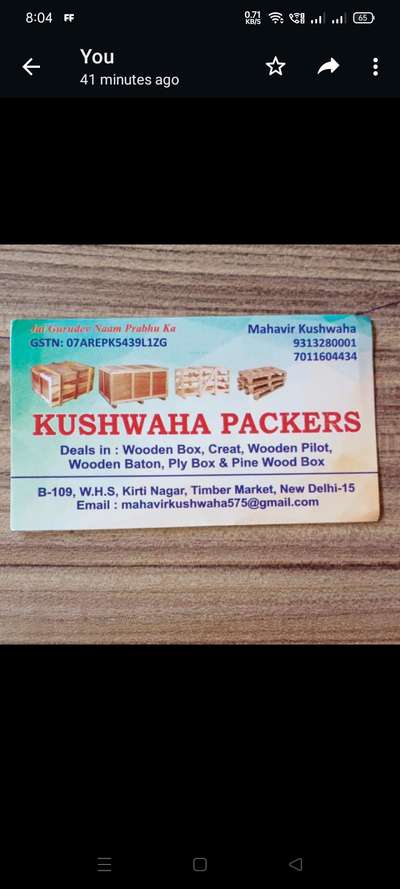 8:04 FF 0.71 KB/S 65
You
41 minutes ago
Jai Gurudev Naam Prabhu Ka
Mahavir Kushwaha
GSTN: 07AREPK5439L1ZG
9313280001
7011604434
KUSHWAHA PACKERS
Deals in : Wooden Box, Creat, Wooden Pilot,
Wooden Baton, Ply Box & Pine Wood Box
B-109, W.H.S, Kirti Nagar, Timber Market, New Delhi-15
Email : mahavirkushwaha575@gmail.com